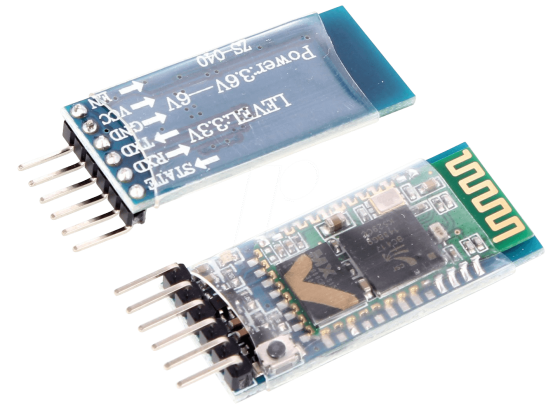 ZS-040
Power:3.6V---6V
LEVEL:3.3V
EN
VCC
GND
TXD
RXD
STATE